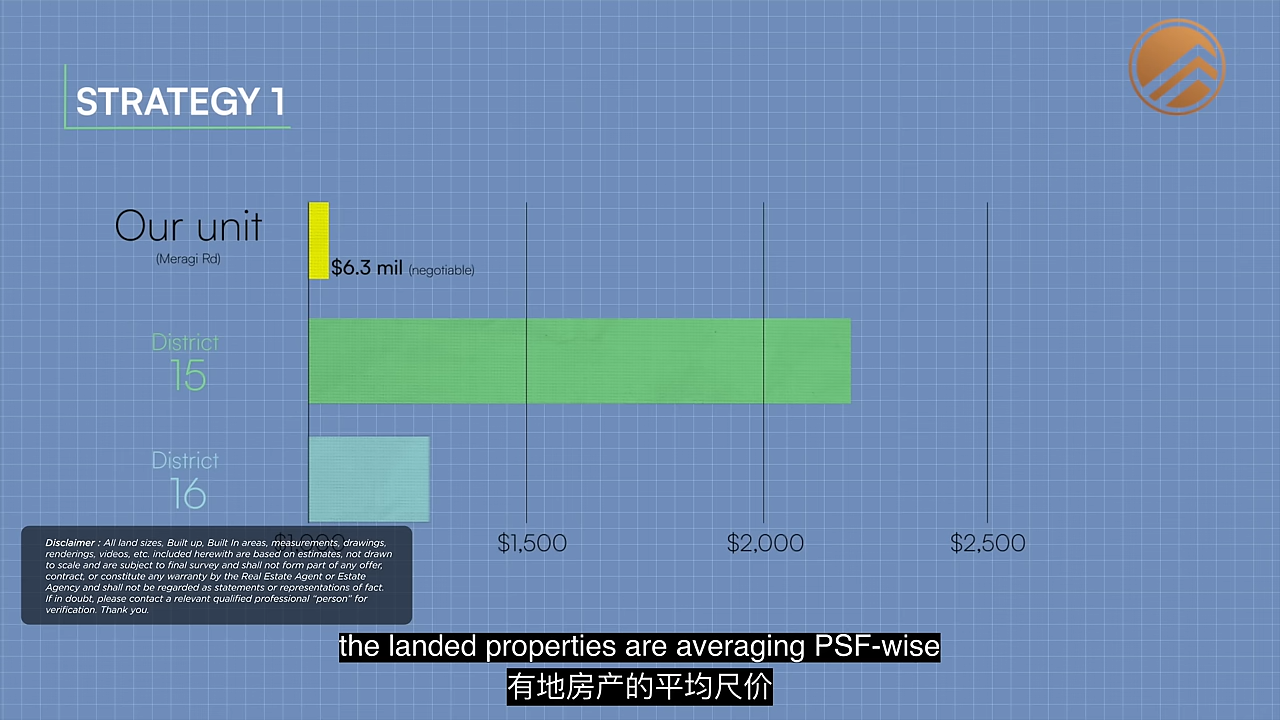 STRATEGY 1
Our unit
(Meragi Rd)
$6.3 mil (negotiable)
District
15
District
16
$1,000
$1,500
$2,000
$2,500
Disclaimer : All land sizes, Built up, Built In areas, measurements, drawings,
renderings, videos, etc. included herewith are based on estimates, not drawn
to scale and are subject to final survey and shall not form part of any offer,
contract, or constitute any warranty by the Real Estate Agent or Estate
Agency and shall not be regarded as statements or representations of fact.
If in doubt, please contact a relevant qualified professional “person” for
verification. Thank you.
the landed properties are averaging PSF-wise
有地房产的平均尺价